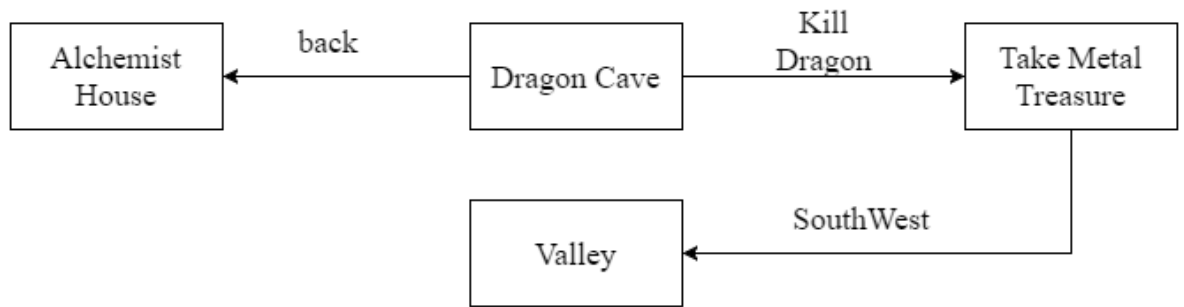 Alchemist
House
back
Dragon Cave
Kill
Dragon
Take Metal
Treasure
Valley
SouthWest